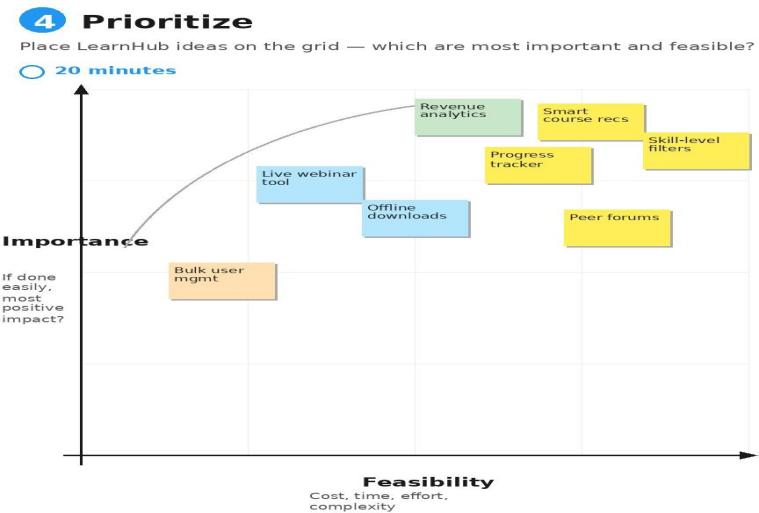 4 Prioritize
Place LearnHub ideas on the grid — which are most important and feasible?
20 minutes
Revenue
analytics
Smart
course recs
Skill-level
filters
Progress
tracker
Live webinar
tool
Offline
downloads
Peer forums
Importance
Bulk user
mgmt
If done
easily,
most
positive
impact?
Feasibility
Cost, time, effort,
complexity